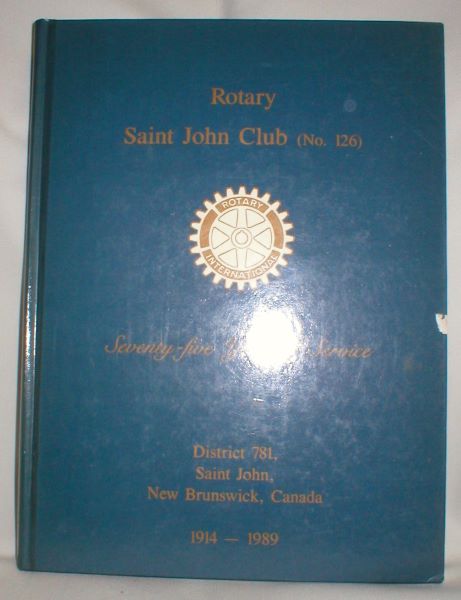 Rotary
Saint John Club (No. 126)
ROTARY
INTERNATIONAL
Seventy-five Service
District 781,
Saint John,
New Brunswick, Canada
1914 — 1989